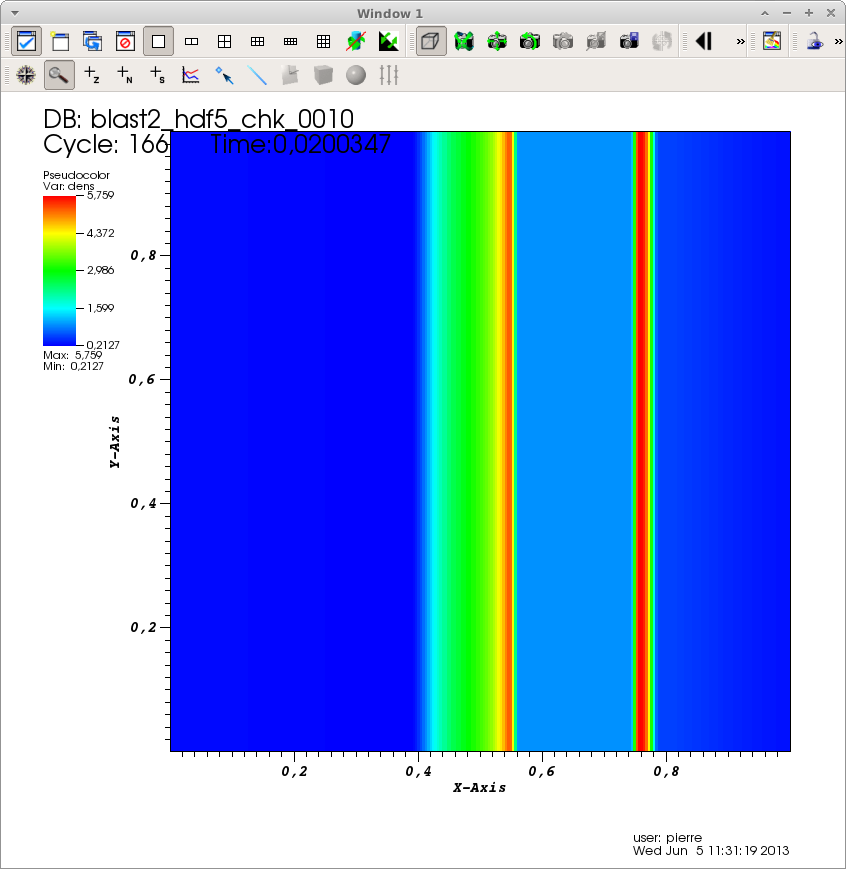 Window 1
»
»
Z
N
S
DB: blast2_hdf5_chk_0010
Cycle: 166 Time:0,0200347
Pseudocolor
Var: dens
5,759
4,372
2,986
1,599
0,2127
Max: 5,759
Min: 0,2127
0,8
0,6
0,4
0,2
Y-Axis
0,2 0,4 0,6 0,8
X-Axis
user: pierre
Wed Jun 5 11:31:19 2013